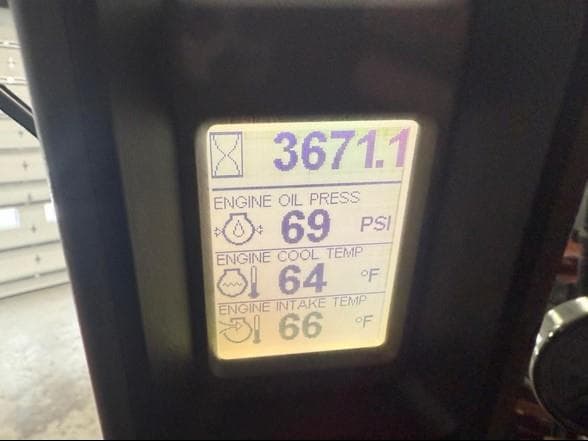 3671.1
ENGINE OIL PRESS
69 PSI
ENGINE COOL TEMP
64 °F
ENGINE INTAKE TEMP
66 °F